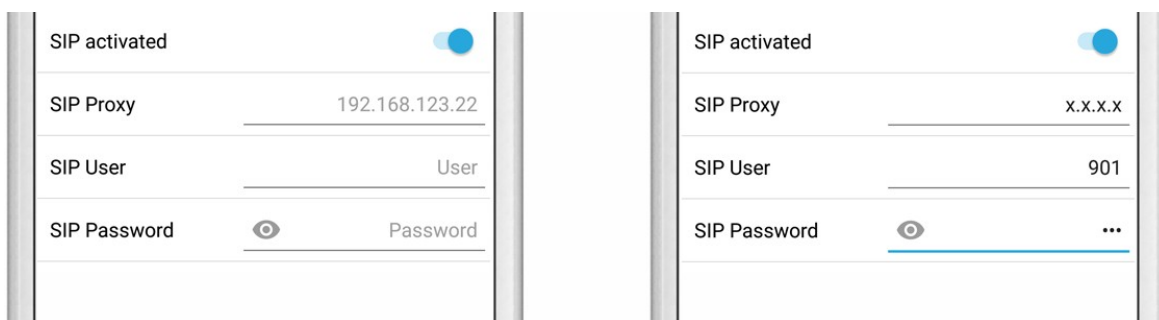 SIP activated
SIP Proxy 192.168.123.22
SIP User User
SIP Password Password
SIP activated
SIP Proxy x.x.x.x
SIP User 901
SIP Password •••